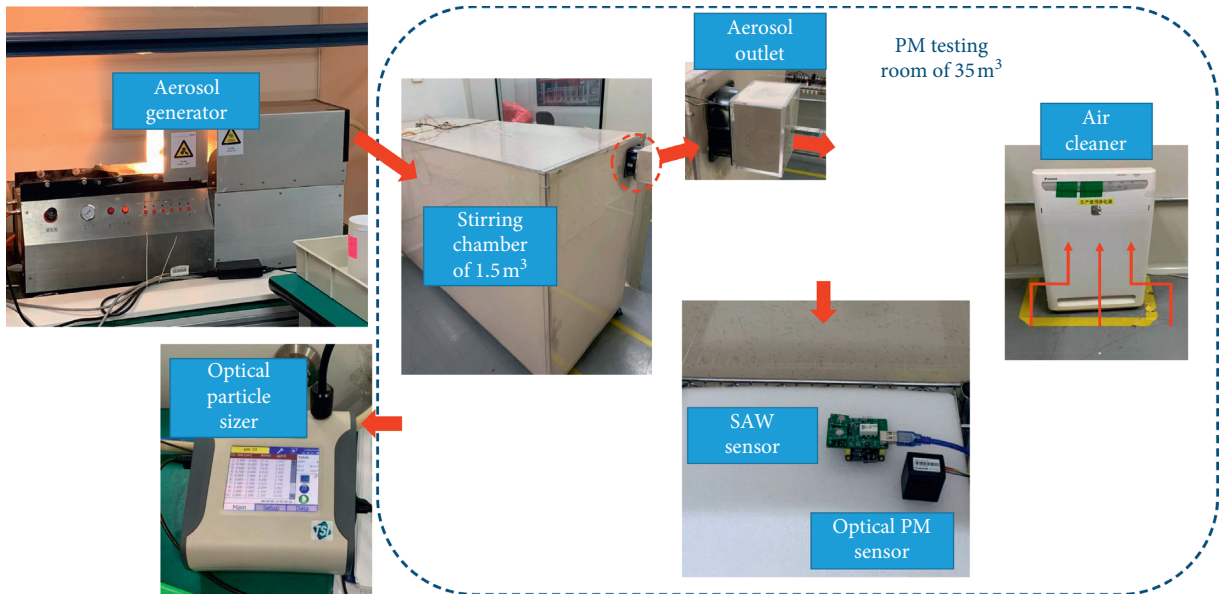 Aerosol
generator
Aerosol
outlet
PM testing
room of 35 m³
Stirring
chamber
of 1.5 m³
Air
cleaner
Optical
particle
sizer
SAW
sensor
Optical PM
sensor
Main
Setup
Data
TSI